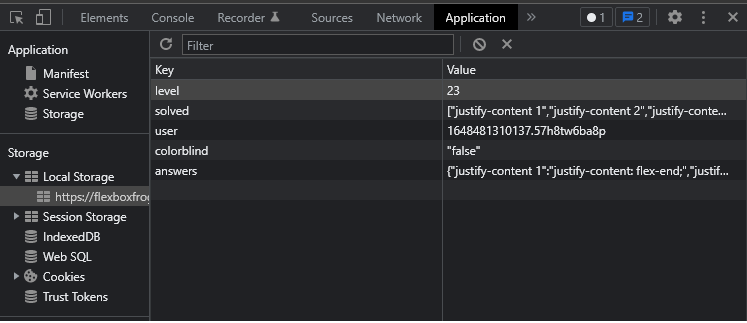 Elements Console Recorder Sources Network Application » 1 2
Application
Manifest
Service Workers
Storage
Storage
Local Storage
https://flexboxfrog
Session Storage
IndexedDB
Web SQL
Cookies
Trust Tokens
Filter
Key Value
level 23
solved ["justify-content 1","justify-content 2","justify-conte...
user 1648481310137.57h8tw6ba8p
colorblind "false"
answers {"justify-content 1":"justify-content: flex-end;","justif...